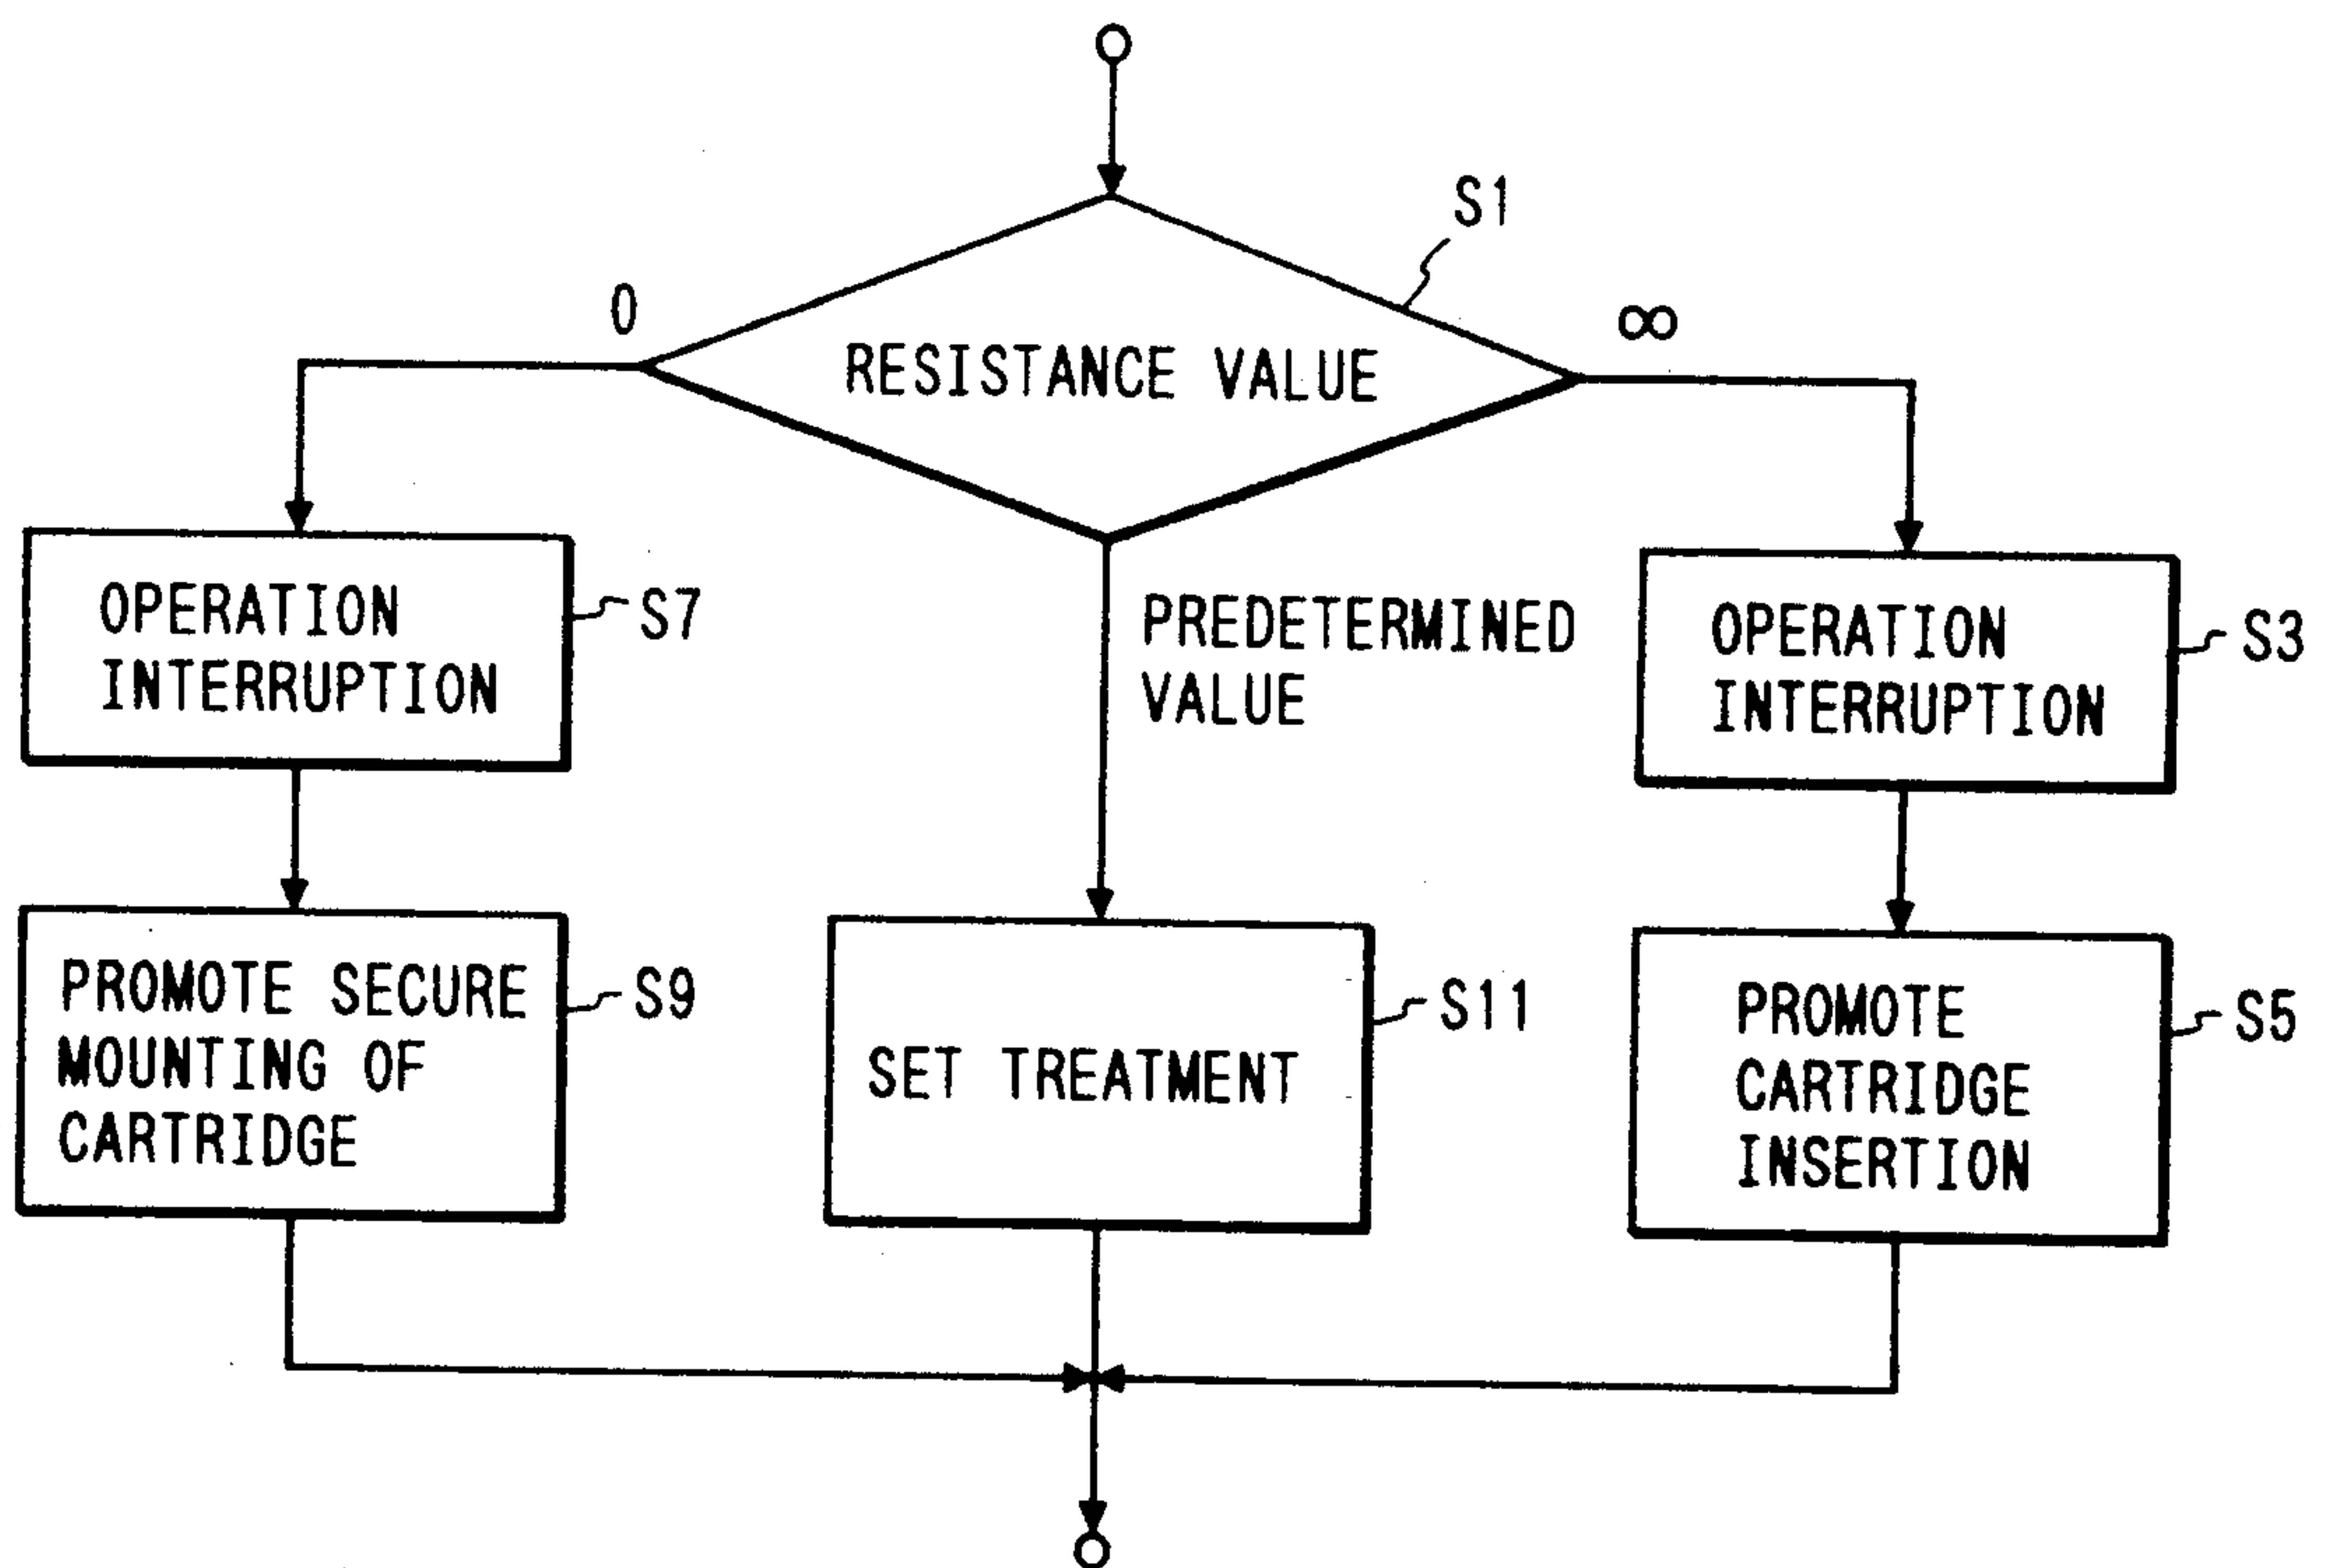 S1
0
∞
RESISTANCE VALUE
OPERATION
INTERRUPTION
S7
PREDETERMINED
VALUE
OPERATION
INTERRUPTION
S3
PROMOTE SECURE
MOUNTING OF
CARTRIDGE
S9
SET TREATMENT
S11
PROMOTE
CARTRIDGE
INSERTION
S5